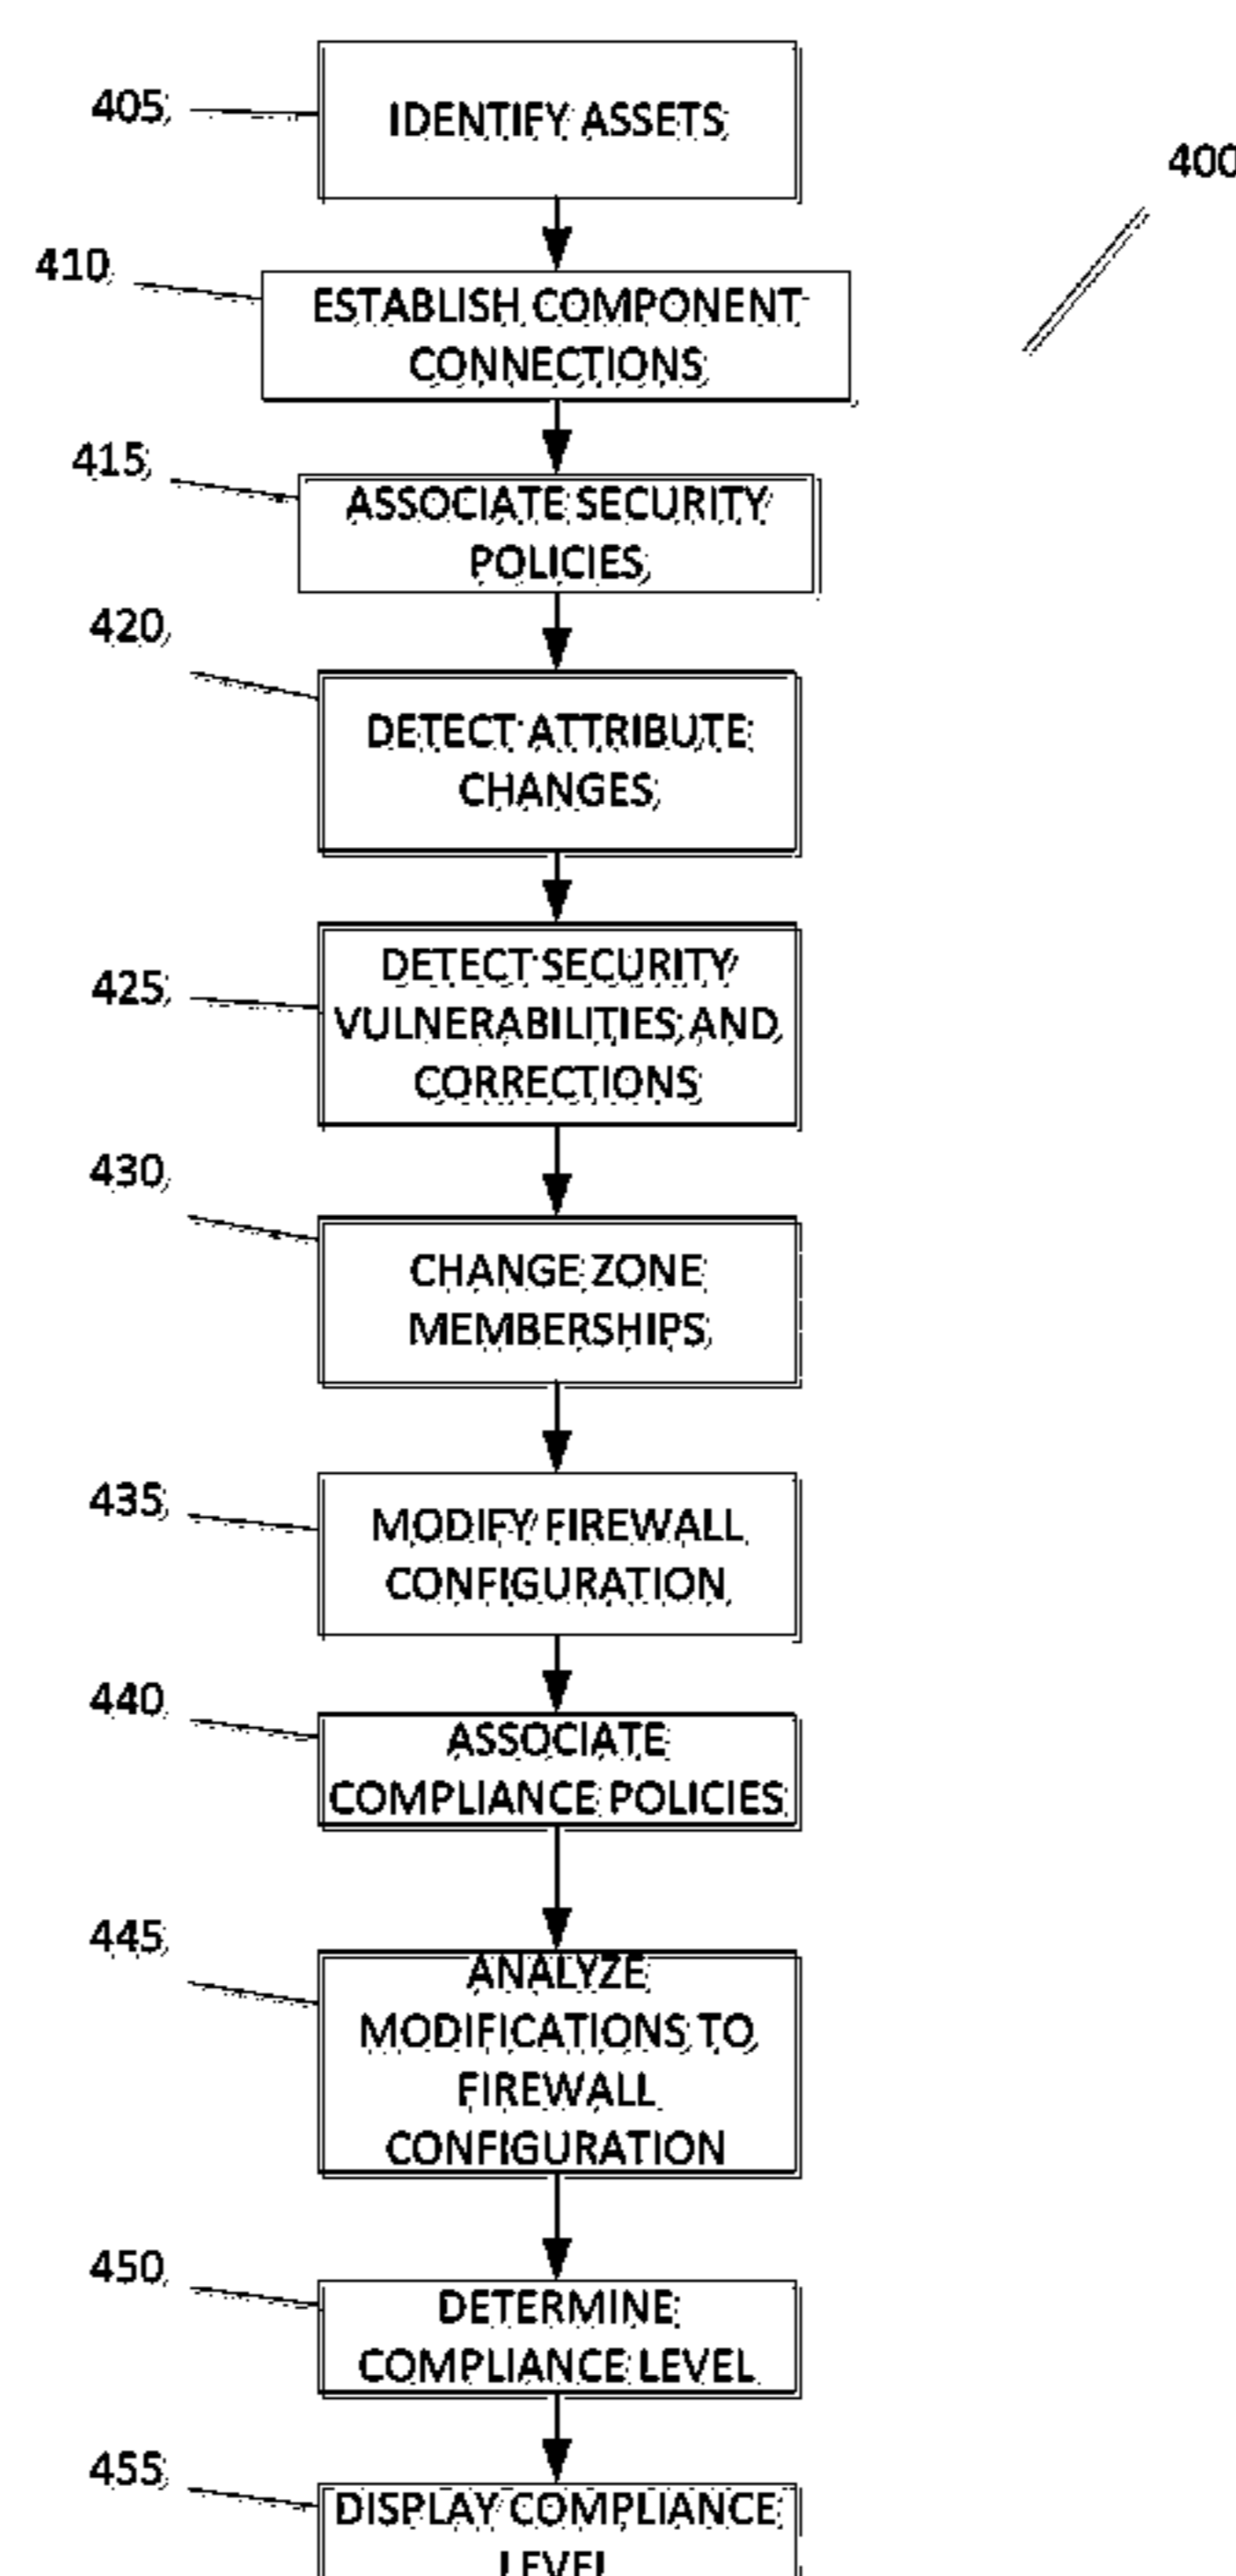 405
IDENTIFY ASSETS
400
410
ESTABLISH COMPONENT
CONNECTIONS
415
ASSOCIATE SECURITY
POLICIES
420
DETECT ATTRIBUTE
CHANGES
425
DETECT SECURITY
VULNERABILITIES AND
CORRECTIONS
430
CHANGE ZONE
MEMBERSHIPS
435
MODIFY FIREWALL
CONFIGURATION
440
ASSOCIATE
COMPLIANCE POLICIES
445
ANALYZE
MODIFICATIONS TO
FIREWALL
CONFIGURATION
450
DETERMINE
COMPLIANCE LEVEL
455
DISPLAY COMPLIANCE
LEVEL